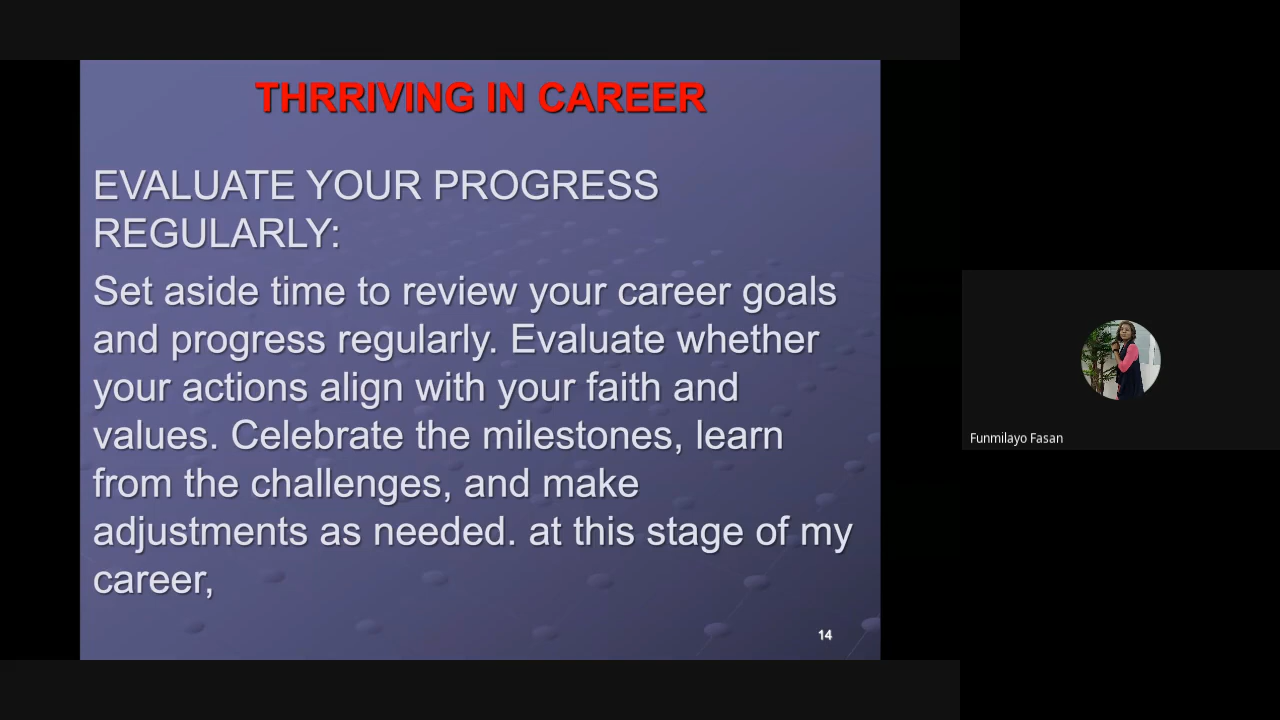 THRRIVING IN CAREER
EVALUATE YOUR PROGRESS
REGULARLY:
Set aside time to review your career goals
and progress regularly. Evaluate whether
your actions align with your faith and
values. Celebrate the milestones, learn
from the challenges, and make
adjustments as needed. at this stage of my
career,
14
Funmilayo Fasan